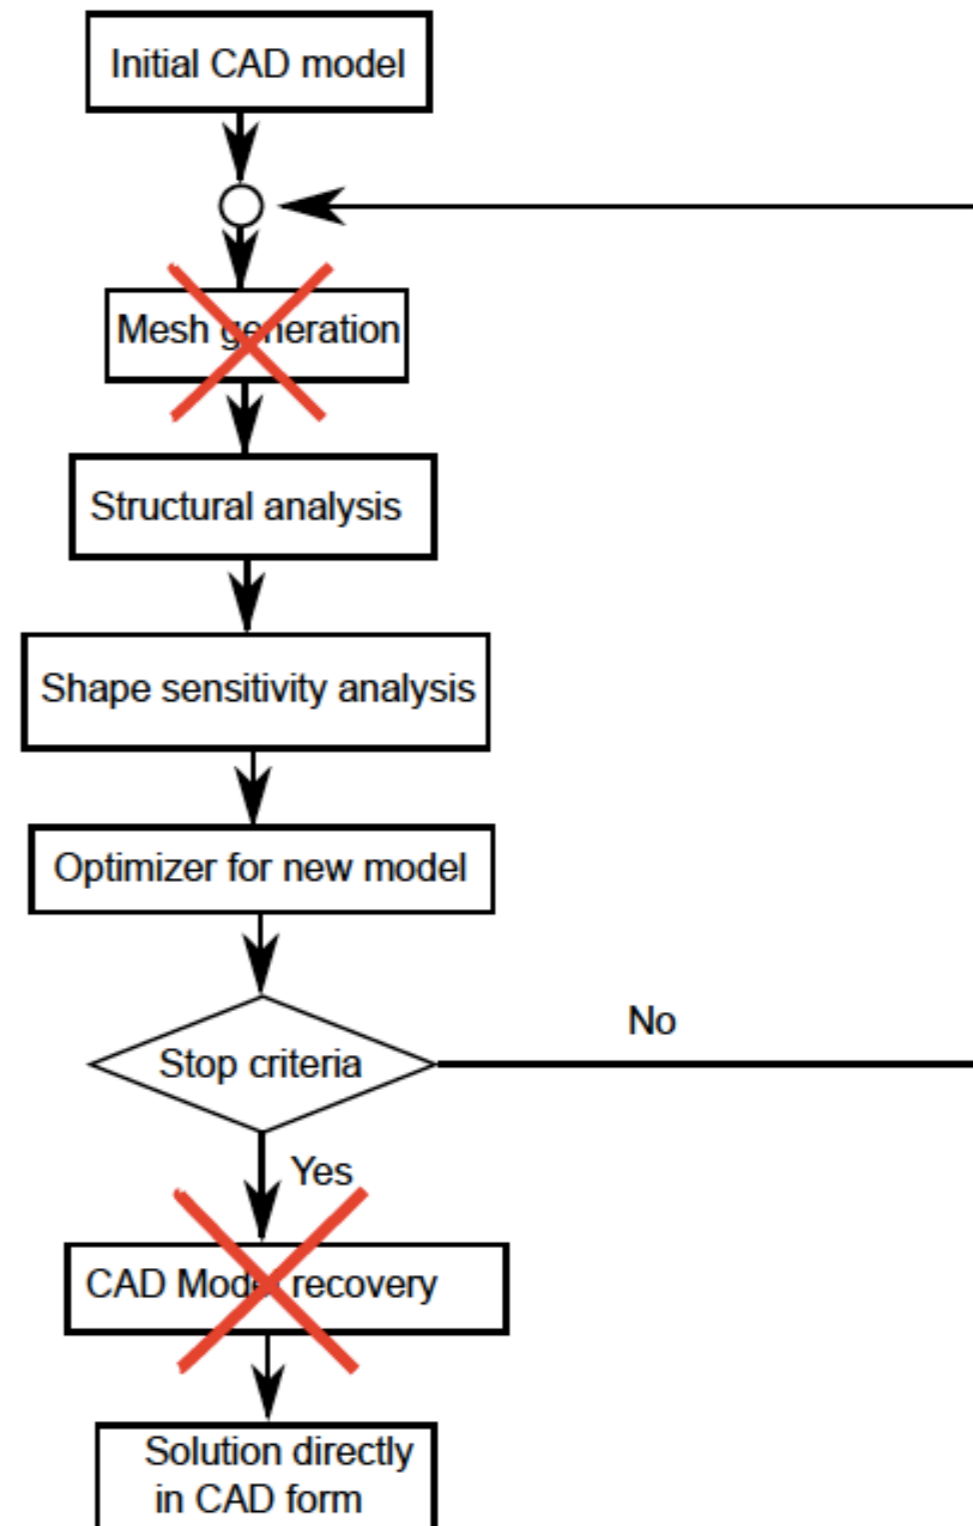 Initial CAD model
Mesh generation
Structural analysis
Shape sensitivity analysis
Optimizer for new model
No
Stop criteria
Yes
CAD Model recovery
Solution directly
in CAD form